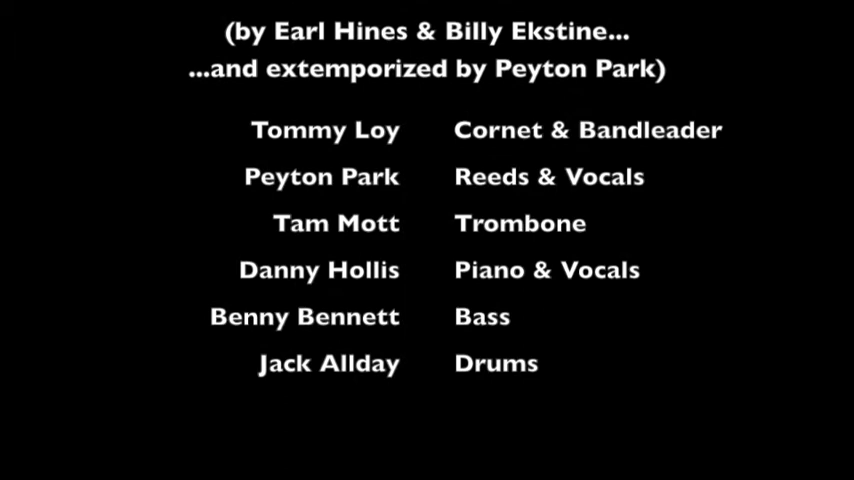 (by Earl Hines & Billy Ekstine...
...and extemporized by Peyton Park)
Tommy Loy Cornet & Bandleader
Peyton Park Reeds & Vocals
Tam Mott Trombone
Danny Hollis Piano & Vocals
Benny Bennett Bass
Jack Allday Drums